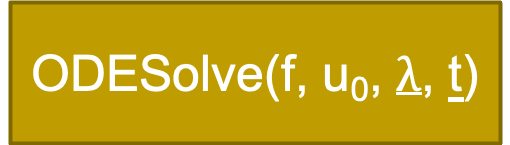 ODESolve(f, u₀, λ, t)